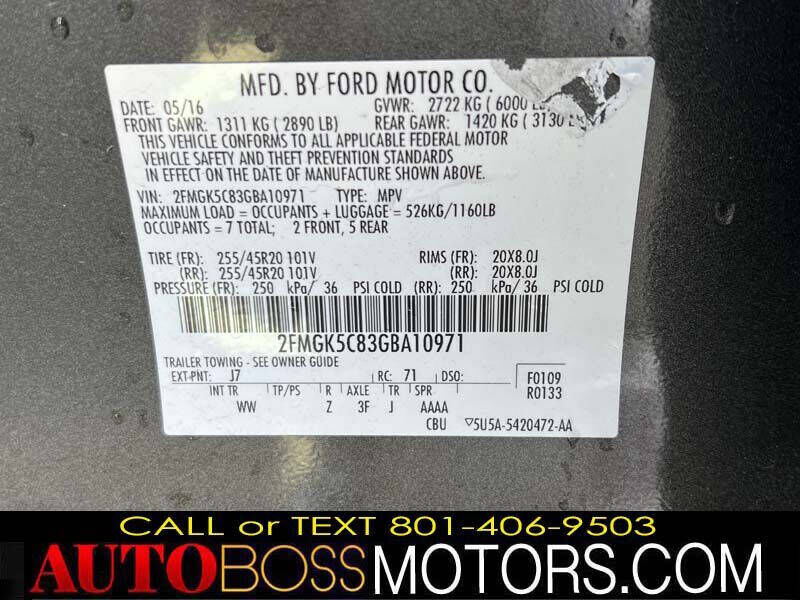 MFD. BY FORD MOTOR CO.
DATE: 05/16 GVWR: 2722 KG ( 6000
FRONT GAWR: 1311 KG ( 2890 LB) REAR GAWR: 1420 KG ( 3130
THIS VEHICLE CONFORMS TO ALL APPLICABLE FEDERAL MOTOR
VEHICLE SAFETY AND THEFT PREVENTION STANDARDS
IN EFFECT ON THE DATE OF MANUFACTURE SHOWN ABOVE.
VIN: 2FMGK5C83GBA10971 TYPE: MPV
MAXIMUM LOAD = OCCUPANTS + LUGGAGE = 526KG/1160LB
OCCUPANTS = 7 TOTAL; 2 FRONT, 5 REAR
TIRE (FR): 255/45R20 101V RIMS (FR): 20X8.0J
(RR): 255/45R20 101V (RR): 20X8.0J
PRESSURE (FR): 250 kPa/ 36 PSI COLD (RR): 250 kPa/ 36 PSI COLD
2FMGK5C83GBA10971
TRAILER TOWING - SEE OWNER GUIDE
EXT-PNT: J7 RC: 71 DSO: F0109
INT TR TP/PS R AXLE TR SPR R0133
WW Z 3F J AAAA
CBU ▽5U5A-5420472-AA
CALL or TEXT 801-406-9503
AUTOBOSSMOTORS.COM